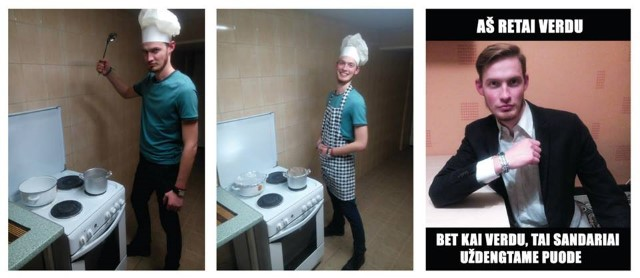 AŠ RETAI VERDU
BET KAI VERDU, TAI SANDARIAI
UŽDENGTAME PUODE